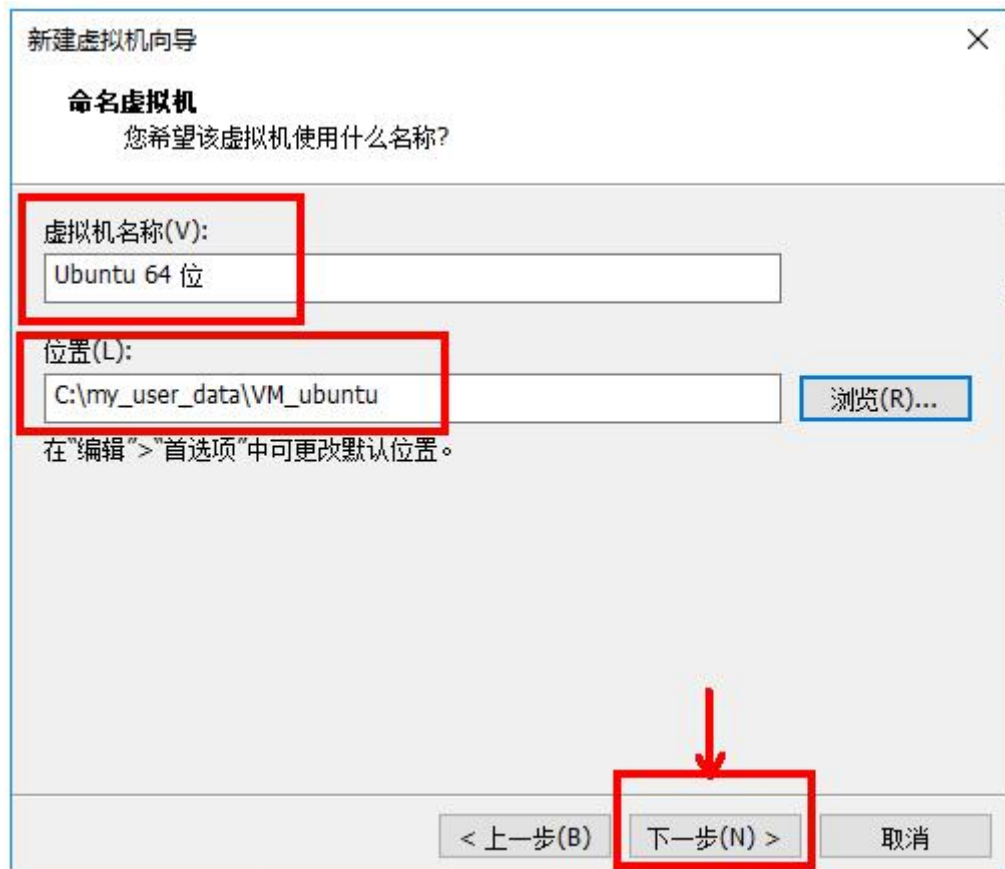 新建虚拟机向导
命名虚拟机
您希望该虚拟机使用什么名称?
虚拟机名称(V):
Ubuntu 64 位
位置(L):
C:\my_user_data\VM_ubuntu
浏览(R)...
在"编辑">"首选项"中可更改默认位置。
< 上一步(B)
下一步(N) >
取消